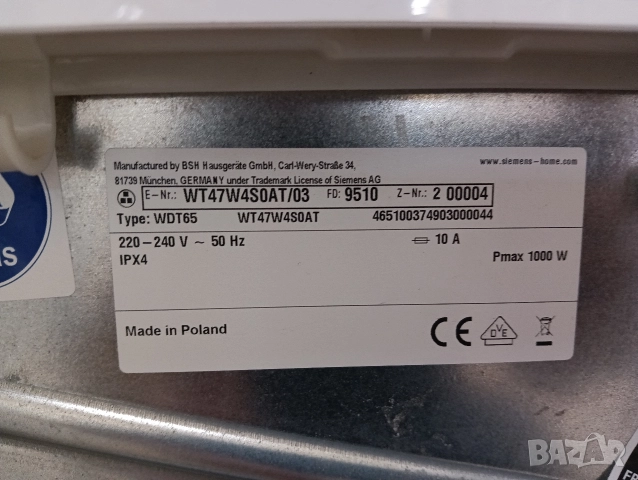 Manufactured by BSH Hausgeräte GmbH, Carl-Wery-Straße 34,
www.siemens-home.com
81739 München, GERMANY under Trademark License of Siemens AG
E-Nr.: WT47W4S0AT/03 FD: 9510 Z-Nr.: 2 00004
Type: WDT65 WT47W4S0AT 465100374903000044
220-240 V ~ 50 Hz 10 A
IPX4 Pmax 1000 W
Made in Poland
CE
DVE
BAZAR